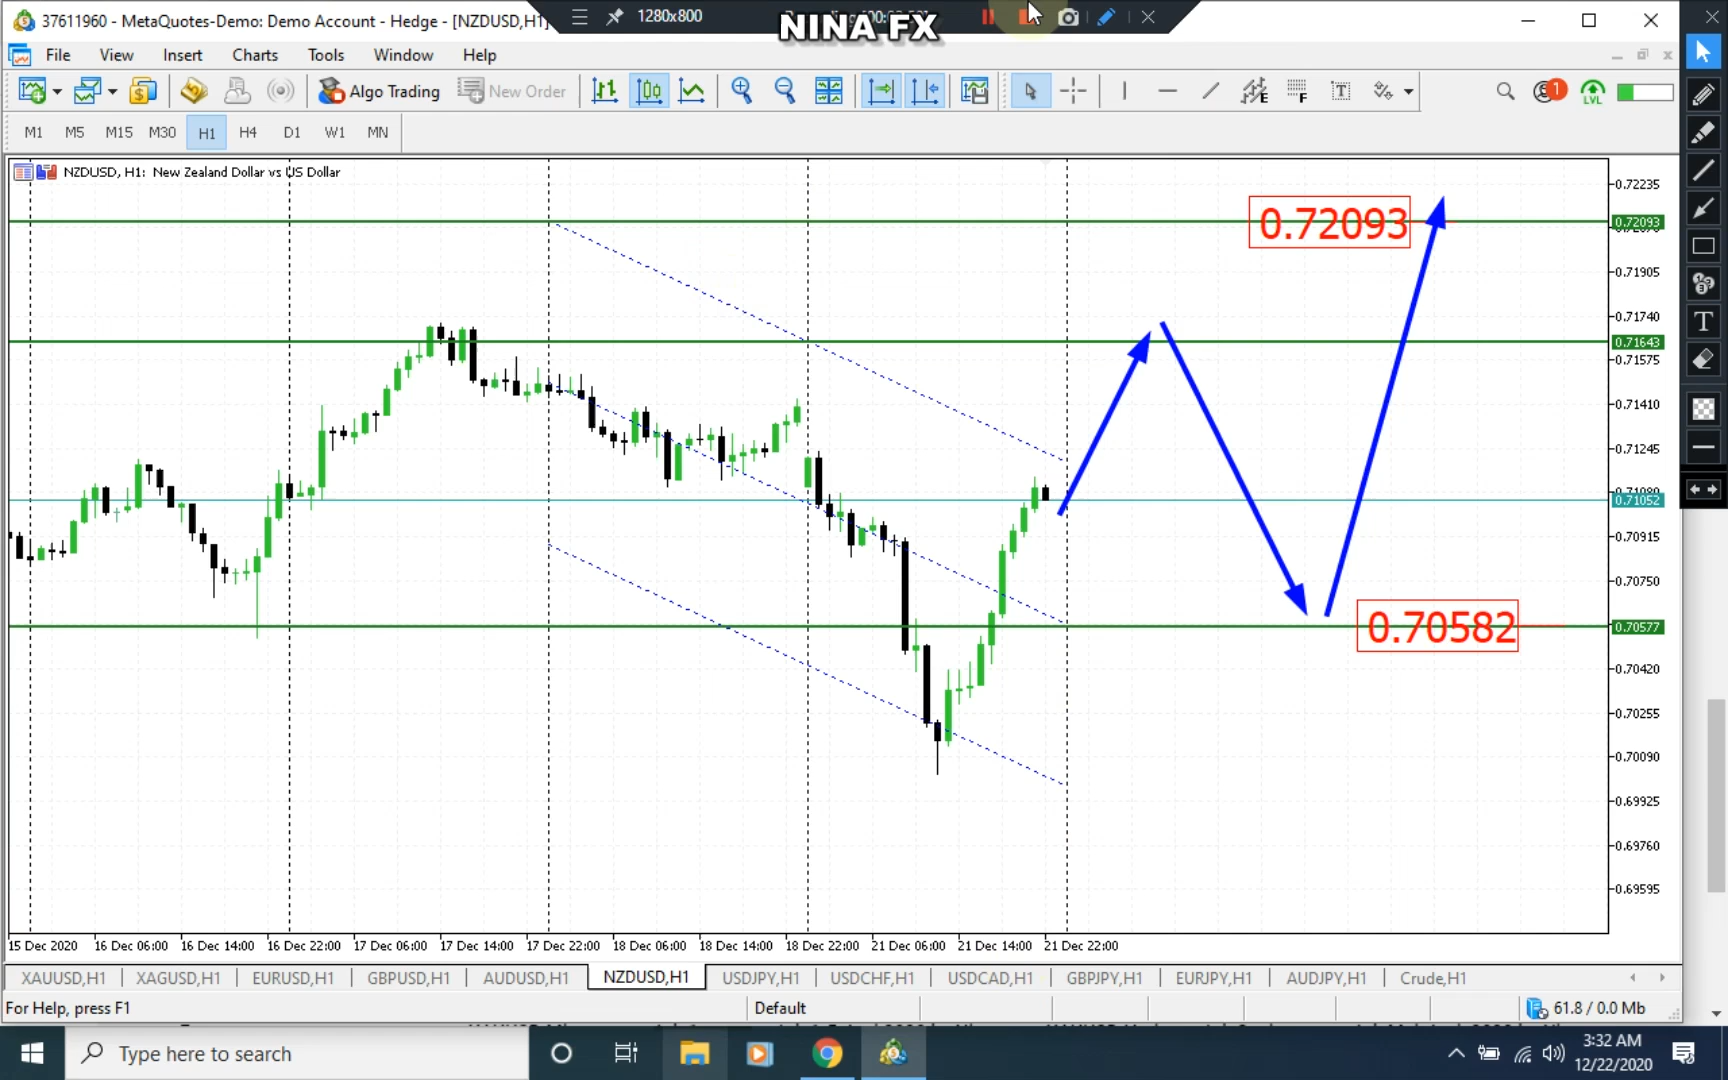 37611960 - MetaQuotes-Demo: Demo Account - Hedge - [NZDUSD,H1]
1280x800
NINA FX
File View Insert Charts Tools Window Help
Algo Trading New Order
E F T 1 LVL
M1 M5 M15 M30 H1 H4 D1 W1 MN
NZDUSD, H1: New Zealand Dollar vs US Dollar
0.72235
0.72093
0.72093
0.71905
0.71740
0.71643
0.71575
0.71410
0.71245
0.71052
0.70915
0.70750
0.70582
0.70577
0.70420
0.70255
0.70090
0.69925
0.69760
0.69595
15 Dec 2020 16 Dec 06:00 16 Dec 14:00 16 Dec 22:00 17 Dec 06:00 17 Dec 14:00 17 Dec 22:00 18 Dec 06:00 18 Dec 14:00 18 Dec 22:00 21 Dec 06:00 21 Dec 14:00 21 Dec 22:00
XAUUSD,H1 XAGUSD,H1 EURUSD,H1 GBPUSD,H1 AUDUSD,H1 NZDUSD,H1 USDJPY,H1 USDCHF,H1 USDCAD,H1 GBPJPY,H1 EURJPY,H1 AUDJPY,H1 Crude,H1
For Help, press F1
Default
61.8 / 0.0 Mb
Type here to search
3:32 AM
12/22/2020